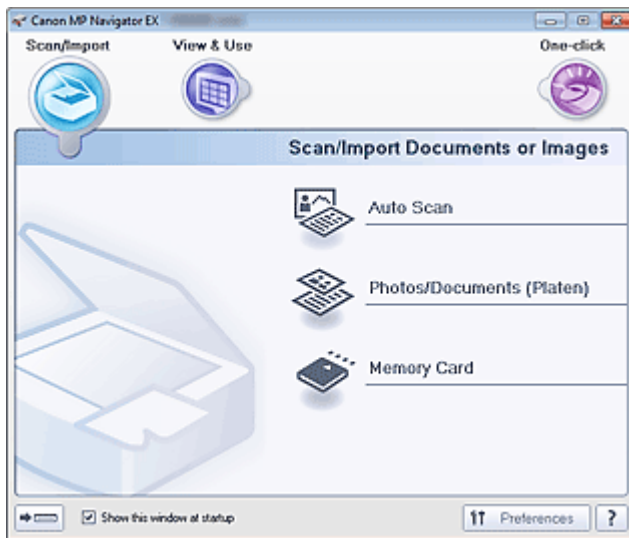 Canon MP Navigator EX
Scan/Import
View & Use
One-click
Scan/Import Documents or Images
Auto Scan
Photos/Documents (Platen)
Memory Card
Show this window at startup
Preferences
?